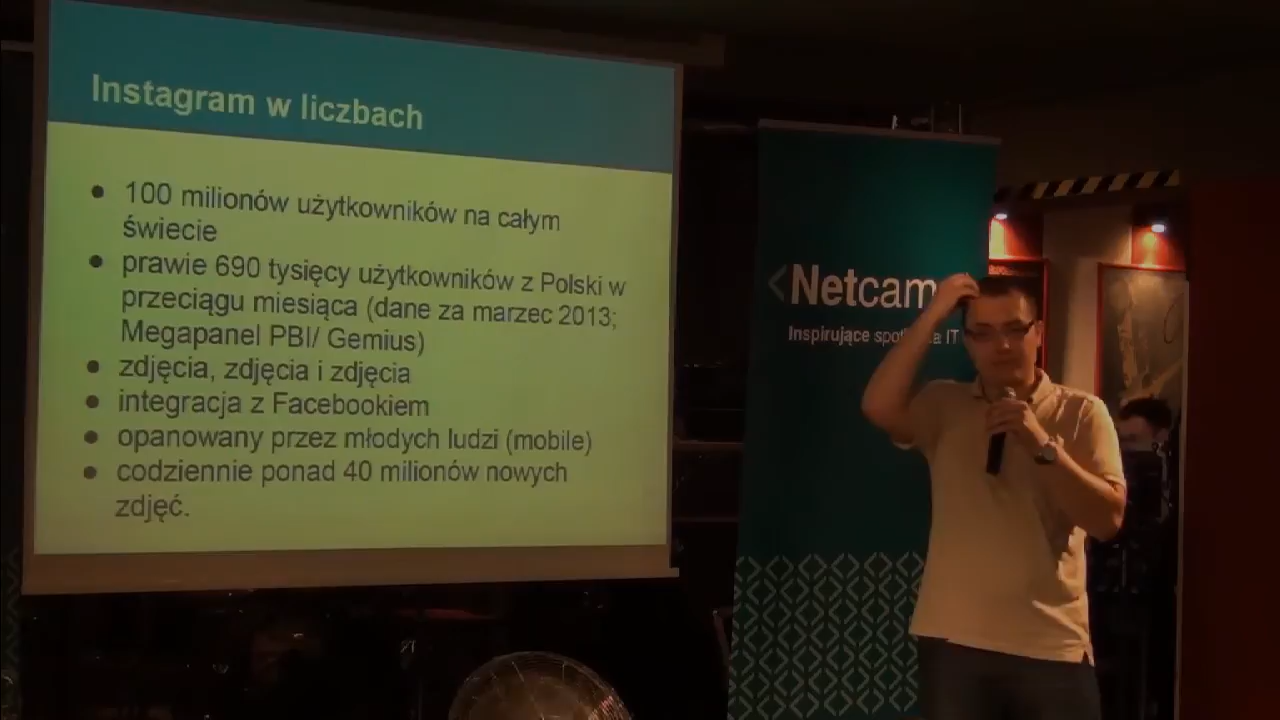 Instagram w liczbach
100 milionów użytkowników na całym
świecie
prawie 690 tysięcy użytkowników z Polski w
przeciągu miesiąca (dane za marzec 2013;
Megapanel PBI/ Gemius)
zdjęcia, zdjęcia i zdjęcia
integracja z Facebookiem
opanowany przez młodych ludzi (mobile)
codziennie ponad 40 milionów nowych
zdjęć.
<Netcam
Inspirujące IT